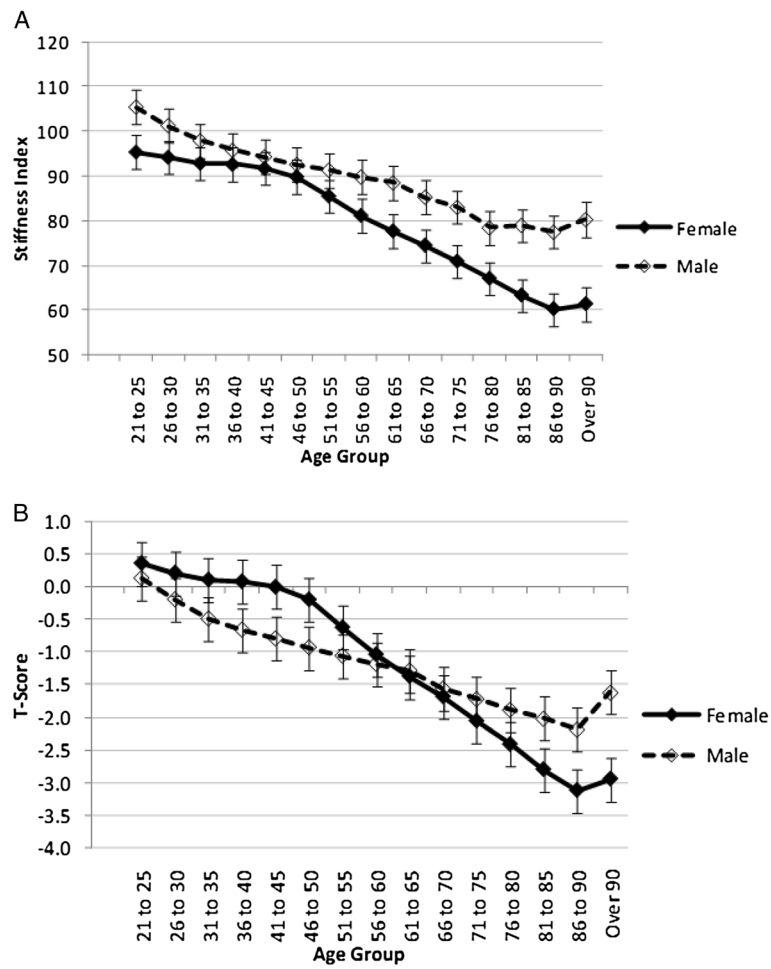 A
120
110
100
90
80
70
60
50
Stiffness Index
21 to 25
26 to 30
31 to 35
36 to 40
41 to 45
46 to 50
51 to 55
56 to 60
61 to 65
66 to 70
71 to 75
76 to 80
81 to 85
86 to 90
Over 90
Age Group
Female
Male
B
1.0
0.5
0.0
-0.5
-1.0
-1.5
-2.0
-2.5
-3.0
-3.5
-4.0
T-Score
21 to 25
26 to 30
31 to 35
36 to 40
41 to 45
46 to 50
51 to 55
56 to 60
61 to 65
66 to 70
71 to 75
76 to 80
81 to 85
86 to 90
Over 90
Age Group
Female
Male